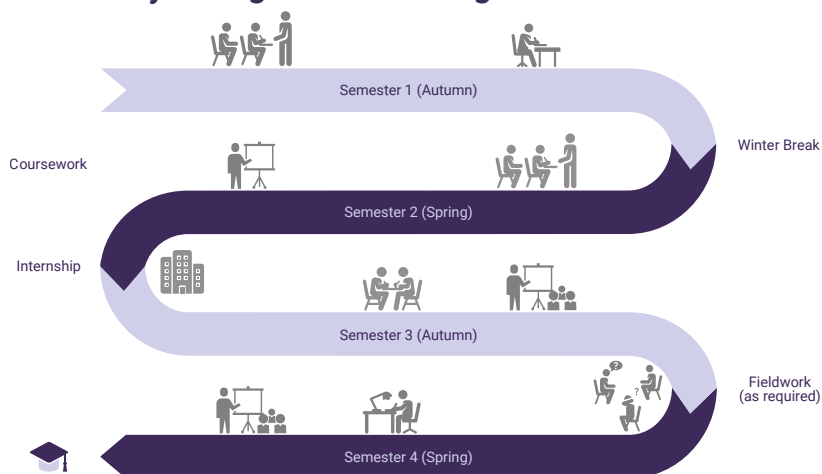 Semester 1 (Autumn)
Winter Break
Coursework
Semester 2 (Spring)
Internship
Semester 3 (Autumn)
?
?
Fieldwork
(as required)
Semester 4 (Spring)